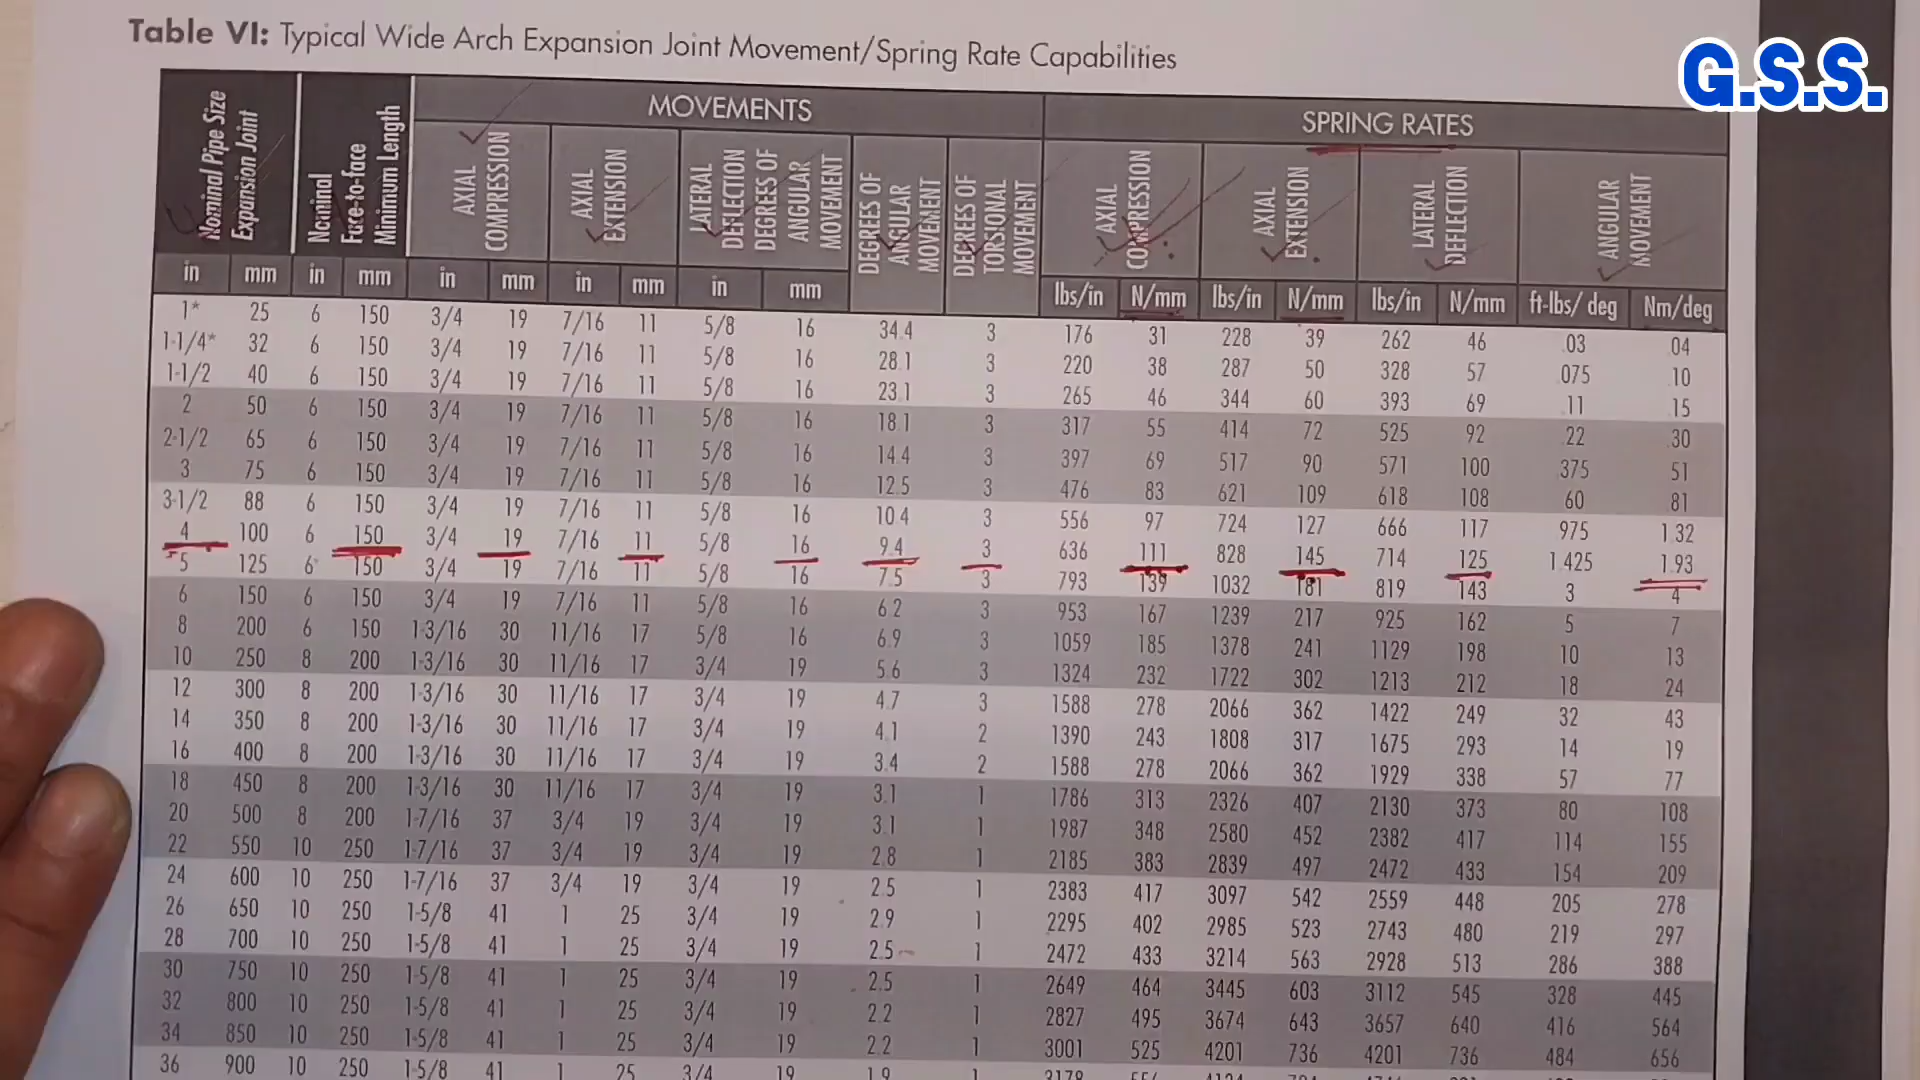 Table VI: Typical Wide Arch Expansion Joint Movement/Spring Rate Capabilities
G.S.S.
Nominal Pipe Size Expansion Joint
Nominal Face-to-face Minimum Length
MOVEMENTS
SPRING RATES
AXIAL COMPRESSION
AXIAL EXTENSION
LATERAL DEFLECTION DEGREES OF ANGULAR MOVEMENT
DEGREES OF ANGULAR MOVEMENT
DEGREES OF TORSIONAL MOVEMENT
AXIAL COMPRESSION
AXIAL EXTENSION
LATERAL DEFLECTION
ANGULAR MOVEMENT
in mm in mm in mm in mm in mm lbs/in N/mm lbs/in N/mm lbs/in N/mm ft-lbs/ deg Nm/deg
1* 25 6 150 3/4 19 7/16 11 5/8 16 34.4 3 176 31 228 39 262 46 .03 .04
1-1/4* 32 6 150 3/4 19 7/16 11 5/8 16 28.1 3 220 38 287 50 328 57 .075 .10
1-1/2 40 6 150 3/4 19 7/16 11 5/8 16 23.1 3 265 46 344 60 393 69 .11 .15
2 50 6 150 3/4 19 7/16 11 5/8 16 18.1 3 317 55 414 72 525 92 .22 .30
2-1/2 65 6 150 3/4 19 7/16 11 5/8 16 14.4 3 397 69 517 90 571 100 .375 .51
3 75 6 150 3/4 19 7/16 11 5/8 16 12.5 3 476 83 621 109 618 108 .60 .81
3-1/2 88 6 150 3/4 19 7/16 11 5/8 16 10.4 3 556 97 724 127 666 117 .975 1.32
4 100 6 150 3/4 19 7/16 11 5/8 16 9.4 3 636 111 828 145 714 125 1.425 1.93
5 125 6 150 3/4 19 7/16 11 5/8 16 7.5 3 793 139 1032 181 819 143 3 4
6 150 6 150 3/4 19 7/16 11 5/8 16 6.2 3 953 167 1239 217 925 162 5 7
8 200 6 150 1-3/16 30 11/16 17 5/8 16 6.9 3 1059 185 1378 241 1129 198 10 13
10 250 8 200 1-3/16 30 11/16 17 3/4 19 5.6 3 1324 232 1722 302 1213 212 18 24
12 300 8 200 1-3/16 30 11/16 17 3/4 19 4.7 3 1588 278 2066 362 1422 249 32 43
14 350 8 200 1-3/16 30 11/16 17 3/4 19 4.1 2 1390 243 1808 317 1675 293 14 19
16 400 8 200 1-3/16 30 11/16 17 3/4 19 3.4 2 1588 278 2066 362 1929 338 57 77
18 450 8 200 1-3/16 30 11/16 17 3/4 19 3.1 1 1786 313 2326 407 2130 373 80 108
20 500 8 200 1-7/16 37 3/4 19 3/4 19 3.1 1 1987 348 2580 452 2382 417 114 155
22 550 10 250 1-7/16 37 3/4 19 3/4 19 2.8 1 2185 383 2839 497 2472 433 154 209
24 600 10 250 1-7/16 37 3/4 19 3/4 19 2.5 1 2383 417 3097 542 2559 448 205 278
26 650 10 250 1-5/8 41 1 25 3/4 19 2.9 1 2295 402 2985 523 2743 480 219 297
28 700 10 250 1-5/8 41 1 25 3/4 19 2.5 1 2472 433 3214 563 2928 513 286 388
30 750 10 250 1-5/8 41 1 25 3/4 19 2.5 1 2649 464 3445 603 3112 545 328 445
32 800 10 250 1-5/8 41 1 25 3/4 19 2.2 1 2827 495 3674 643 3657 640 416 564
34 850 10 250 1-5/8 41 1 25 3/4 19 2.2 1 3001 525 4201 736 4201 736 484 656
36 900 10 250 1-5/8 41 1 25 3/4 19 1.9 1 3178